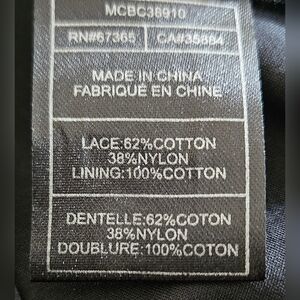 MCBC36910
RN#67365 CA#35884
MADE IN CHINA
FABRIQUÉ EN CHINE
LACE:62%COTTON
38%NYLON
LINING:100%COTTON
DENTELLE:62%COTON
38%NYLON
DOUBLURE:100%COTON